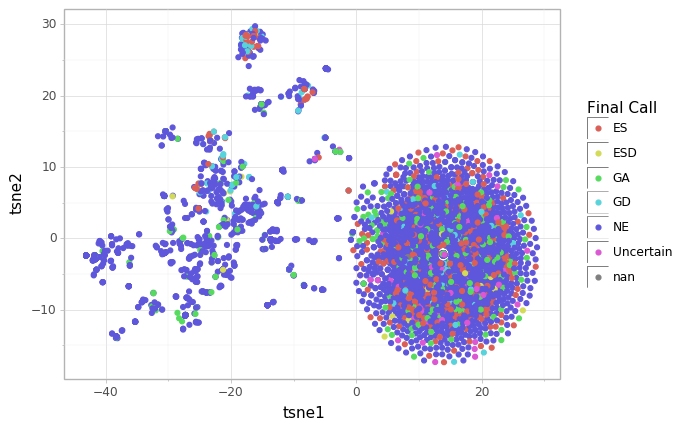 30
20
10
0
−10
tsne2
−40
−20
0
20
tsne1
Final Call
ES
ESD
GA
GD
NE
Uncertain
nan